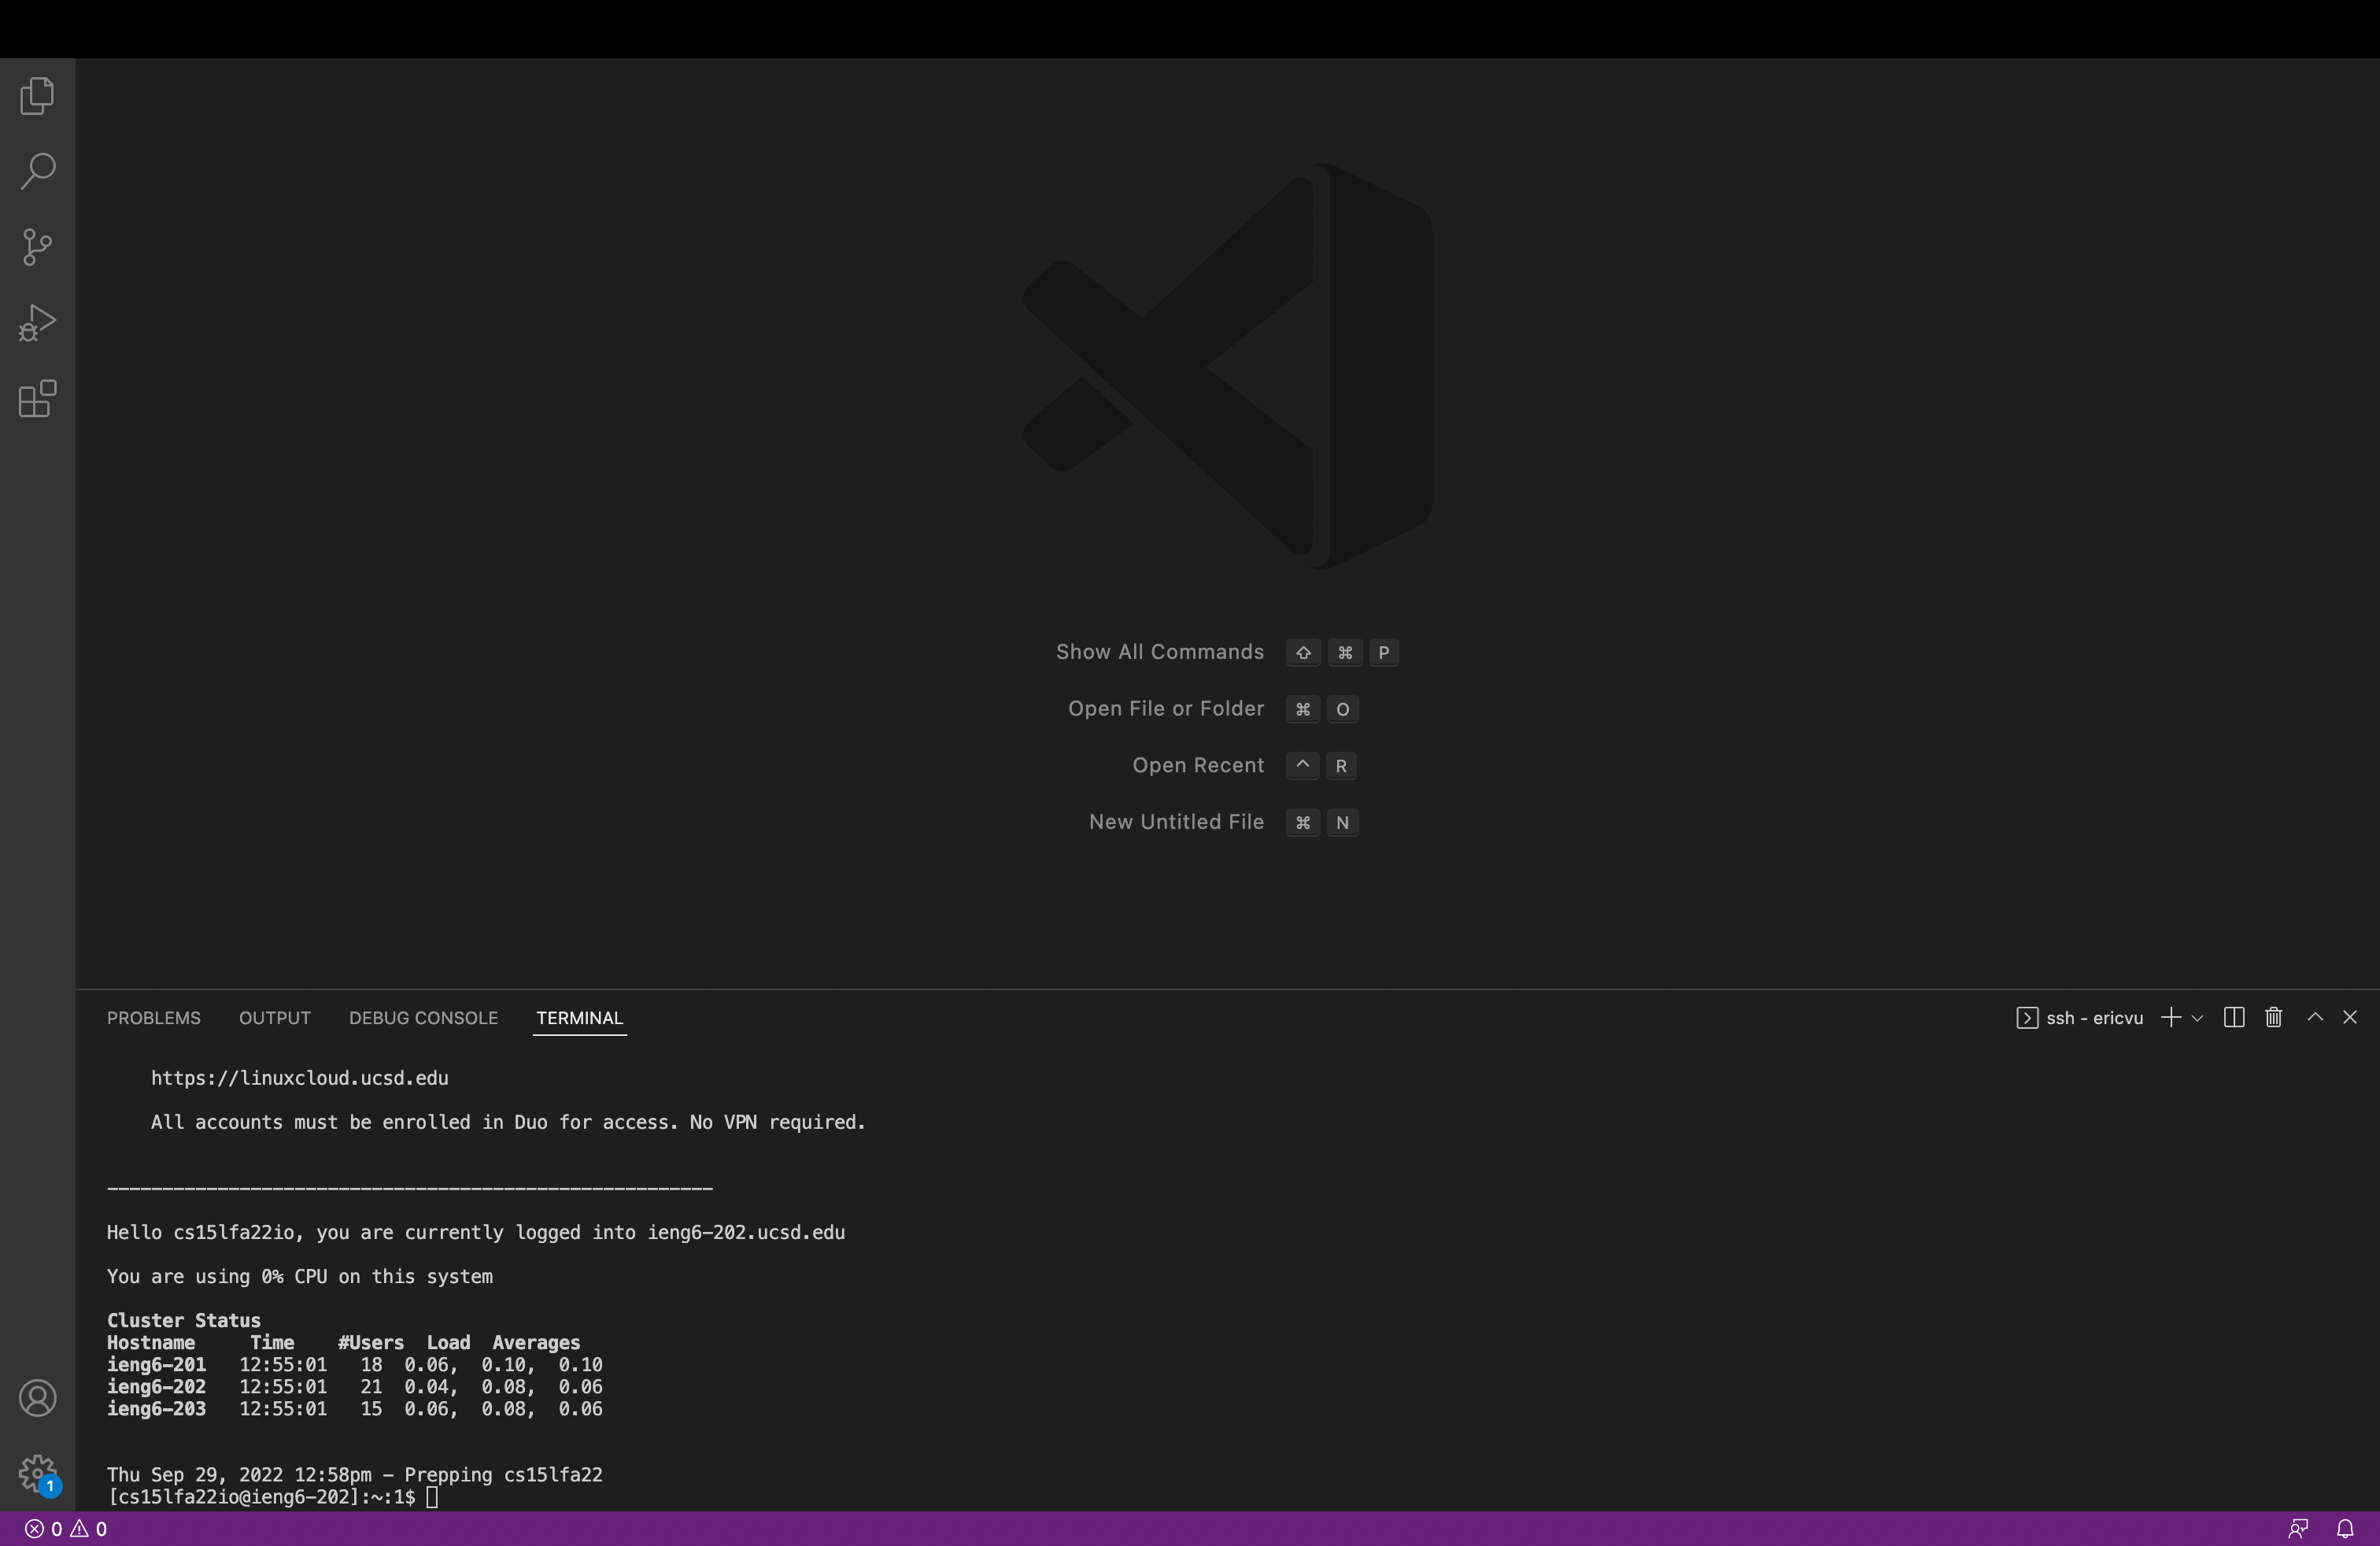 Show All Commands ⇧ ⌘ P
Open File or Folder ⌘ O
Open Recent ^ R
New Untitled File ⌘ N
PROBLEMS OUTPUT DEBUG CONSOLE TERMINAL ssh - ericvu
https://linuxcloud.ucsd.edu
All accounts must be enrolled in Duo for access. No VPN required.
-------------------------------------------------------
Hello cs15lfa22io, you are currently logged into ieng6-202.ucsd.edu
You are using 0% CPU on this system
Cluster Status
Hostname Time #Users Load Averages
ieng6-201 12:55:01 18 0.06, 0.10, 0.10
ieng6-202 12:55:01 21 0.04, 0.08, 0.06
ieng6-203 12:55:01 15 0.06, 0.08, 0.06
Thu Sep 29, 2022 12:58pm - Prepping cs15lfa22
[cs15lfa22io@ieng6-202]:~:1$
1
0 0